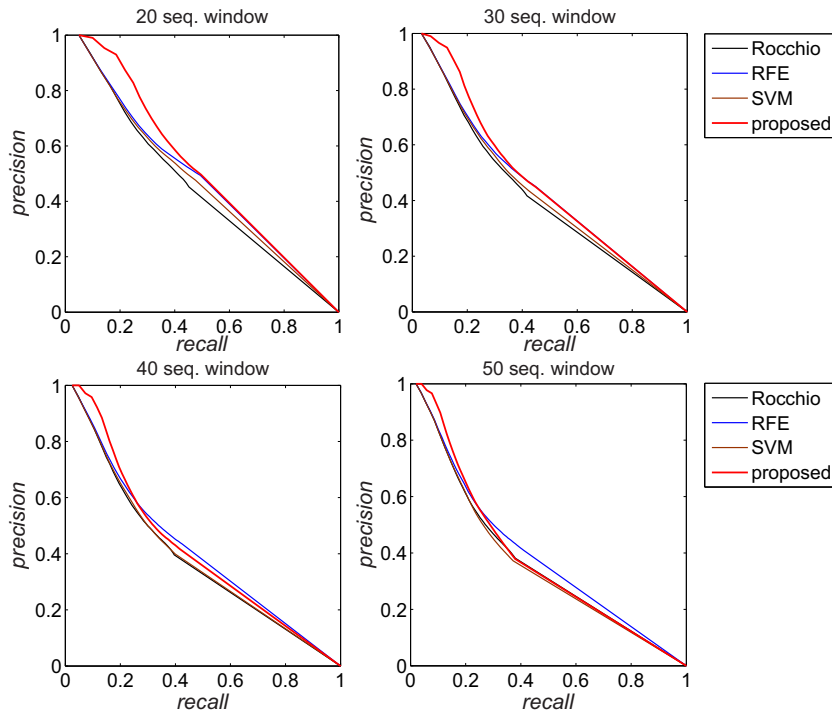 20 seq. window
30 seq. window
1
0.8
0.6
0.4
0.2
0
0 0.2 0.4 0.6 0.8 1
precision
recall
1
0.8
0.6
0.4
0.2
0
0 0.2 0.4 0.6 0.8 1
precision
recall
Rocchio
RFE
SVM
proposed
40 seq. window
50 seq. window
1
0.8
0.6
0.4
0.2
0
0 0.2 0.4 0.6 0.8 1
precision
recall
1
0.8
0.6
0.4
0.2
0
0 0.2 0.4 0.6 0.8 1
precision
recall
Rocchio
RFE
SVM
proposed